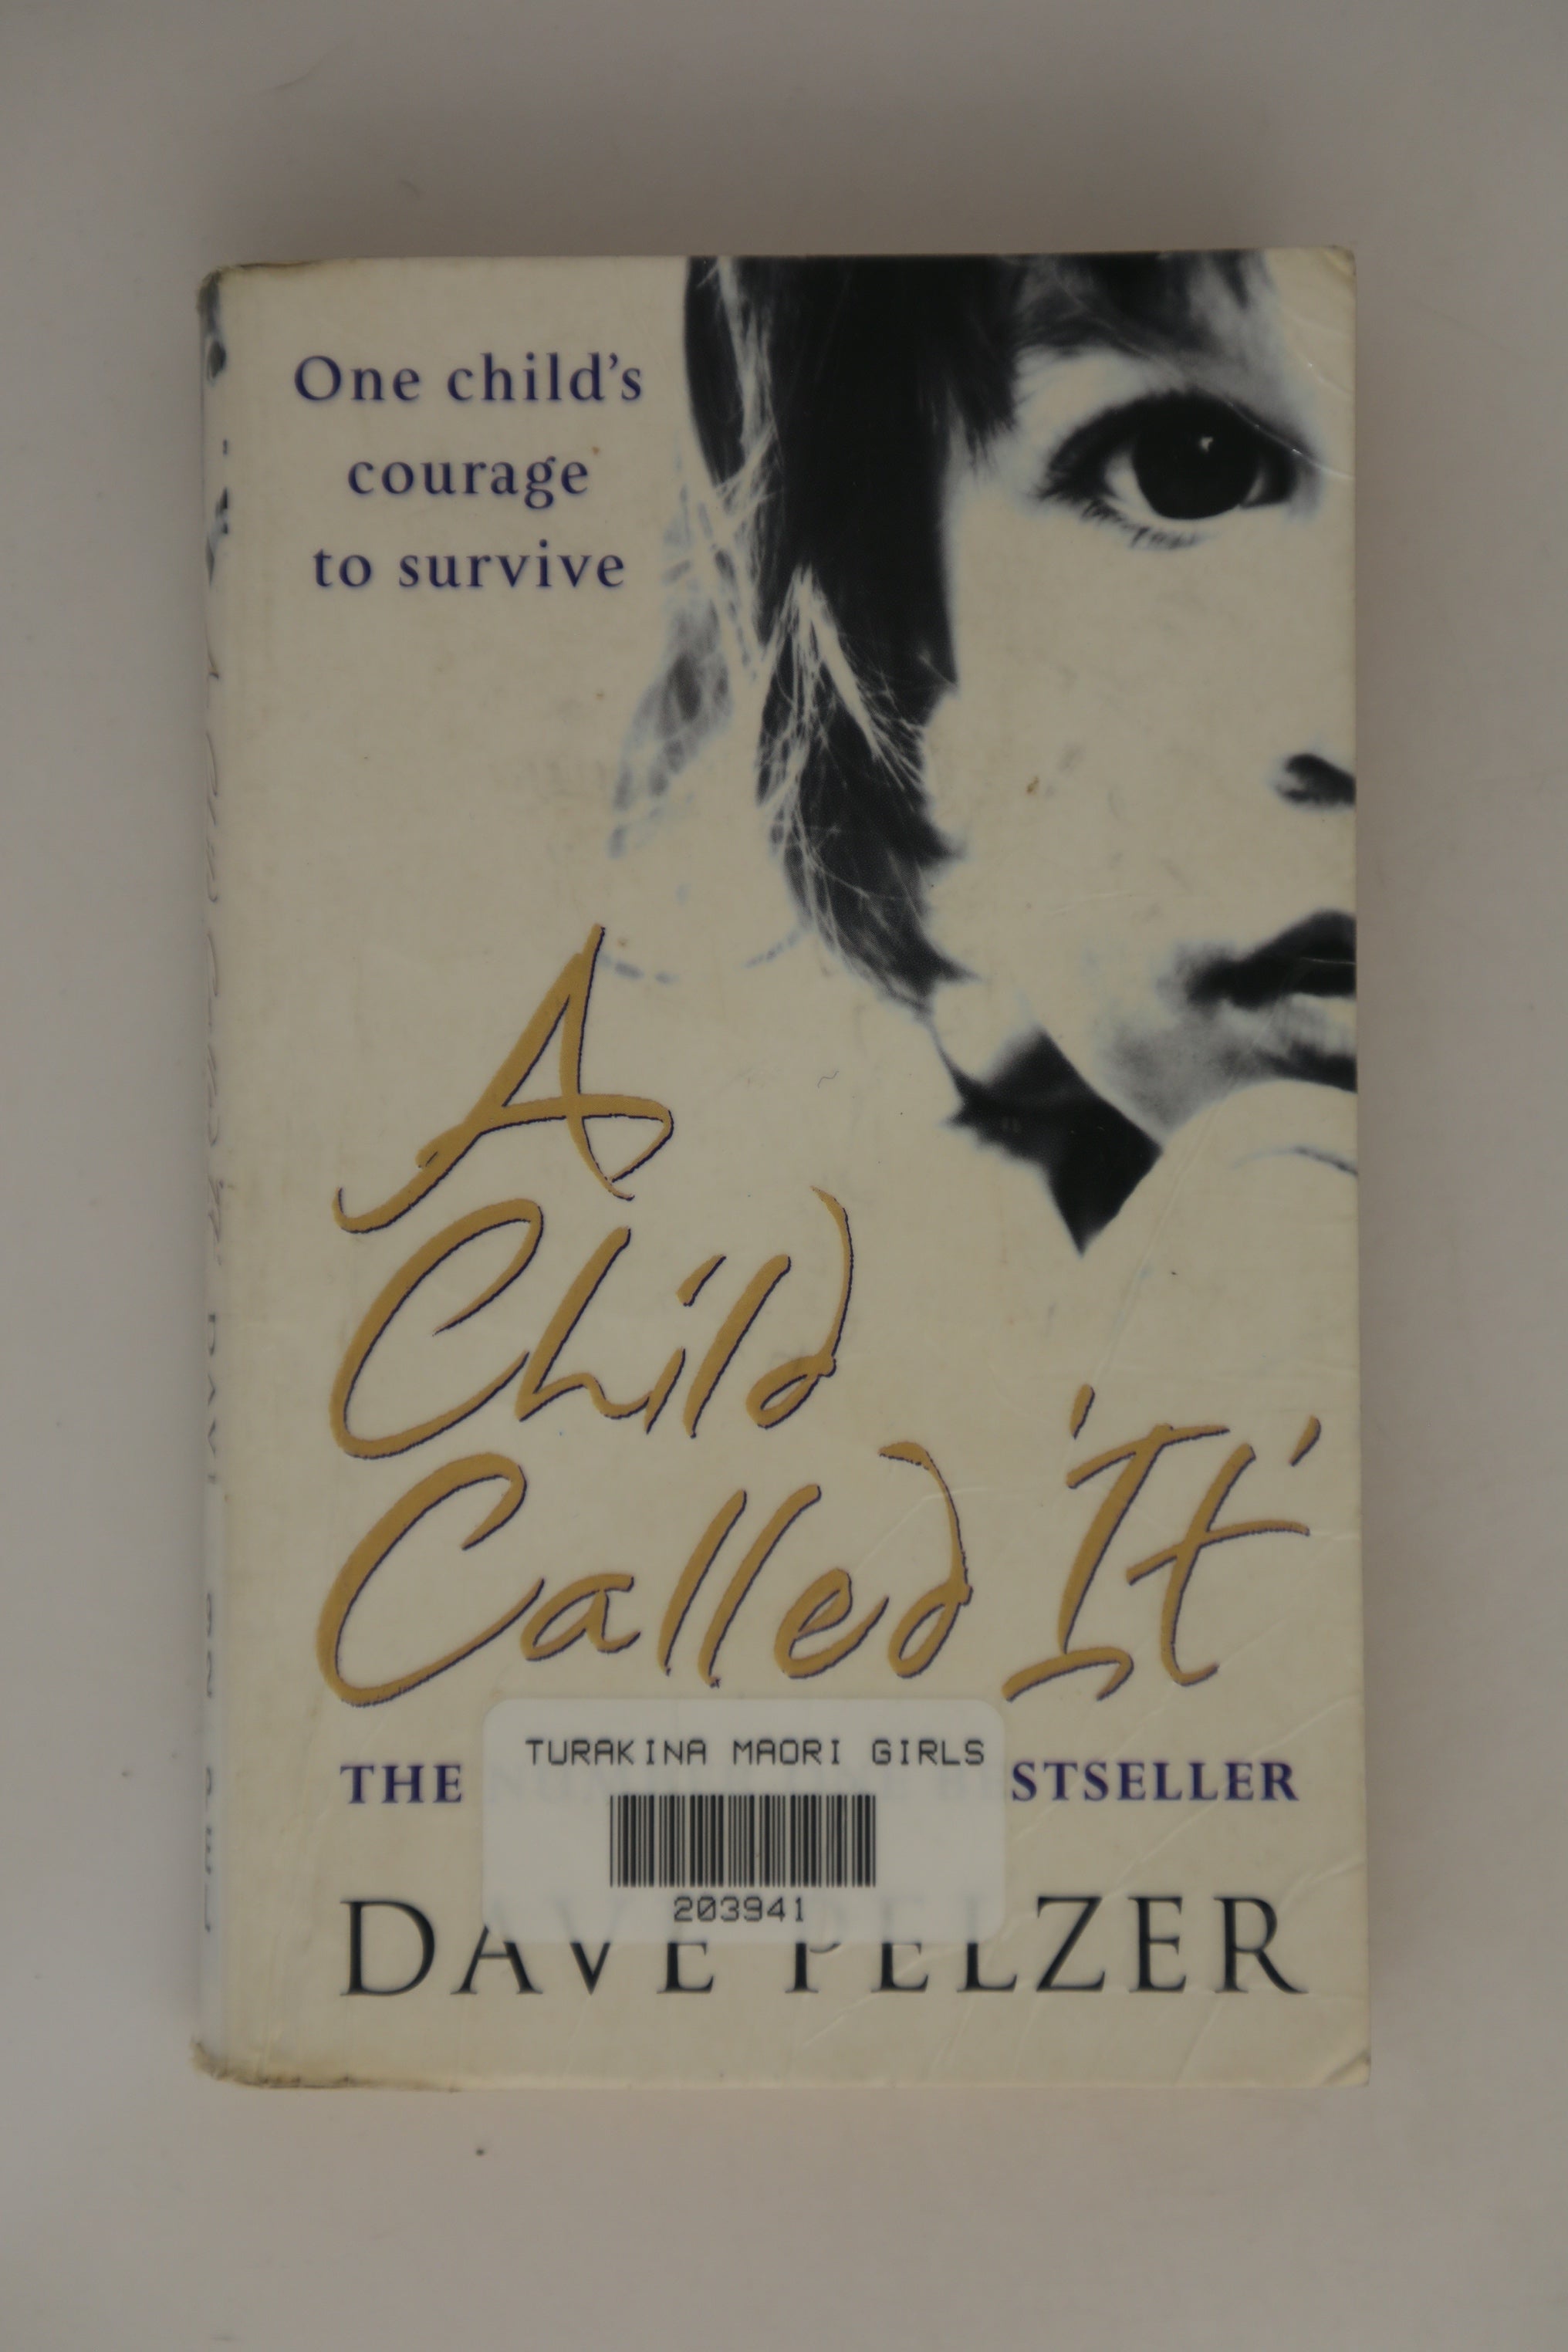 One child's
courage
to survive
A
Child
Called 'It'
TURAKINA MAORI GIRLS
THE STSELLER
203941
DAVE PELZER